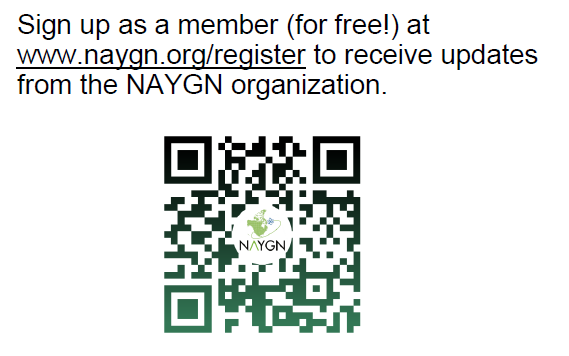 Sign up as a member (for free!) at
www.naygn.org/register to receive updates
from the NAYGN organization.
NAYGN